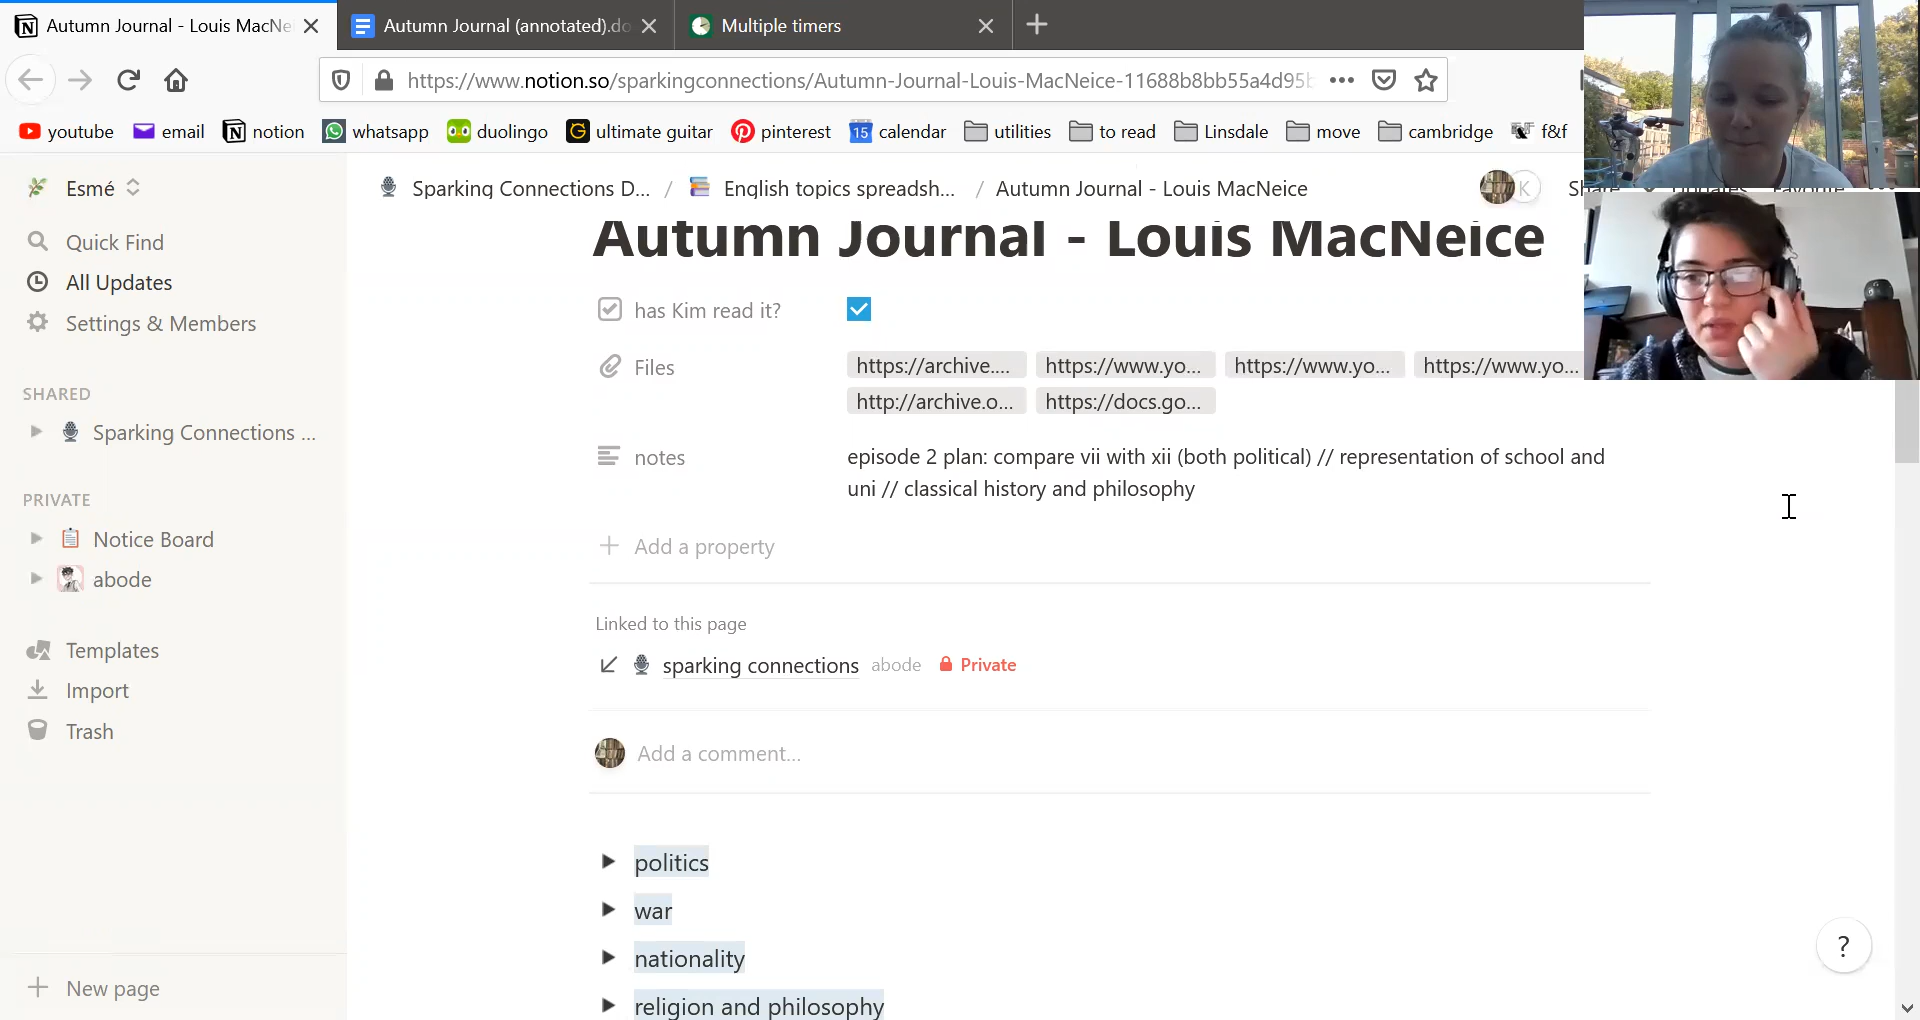 Autumn Journal - Louis MacNei
Autumn Journal (annotated).do
Multiple timers
https://www.notion.so/sparkingconnections/Autumn-Journal-Louis-MacNeice-11688b8bb55a4d95b
youtube email notion whatsapp duolingo ultimate guitar pinterest 15 calendar utilities to read Linsdale move cambridge f&f
Esmé
Sparking Connections D... / English topics spreadsh... / Autumn Journal - Louis MacNeice
K
Share Updates Favorite
Quick Find
All Updates
Settings & Members
SHARED
Sparking Connections ...
PRIVATE
Notice Board
abode
Templates
Import
Trash
New page
Autumn Journal - Louis MacNeice
has Kim read it?
Files https://archive.... https://www.yo... https://www.yo... https://www.yo...
http://archive.o... https://docs.go...
notes episode 2 plan: compare vii with xii (both political) // representation of school and
uni // classical history and philosophy
Add a property
Linked to this page
sparking connections abode Private
Add a comment...
politics
war
nationality
religion and philosophy
?